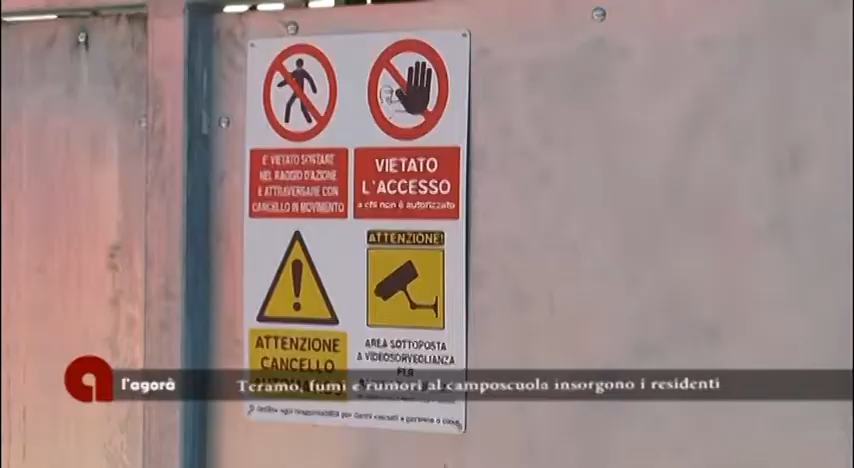 È VIETATO SOSTARE
NEL RAGGIO D'AZIONE
E ATTRAVERSARE CON
CANCELLO IN MOVIMENTO
VIETATO
L'ACCESSO
a chi non è autorizzato
ATTENZIONE
CANCELLO
ATTENZIONE!
AREA SOTTOPOSTA
A VIDEOSORVEGLIANZA
PER
a l'agorà
Teramo, fumi e rumori al camposcuola insorgono i residenti